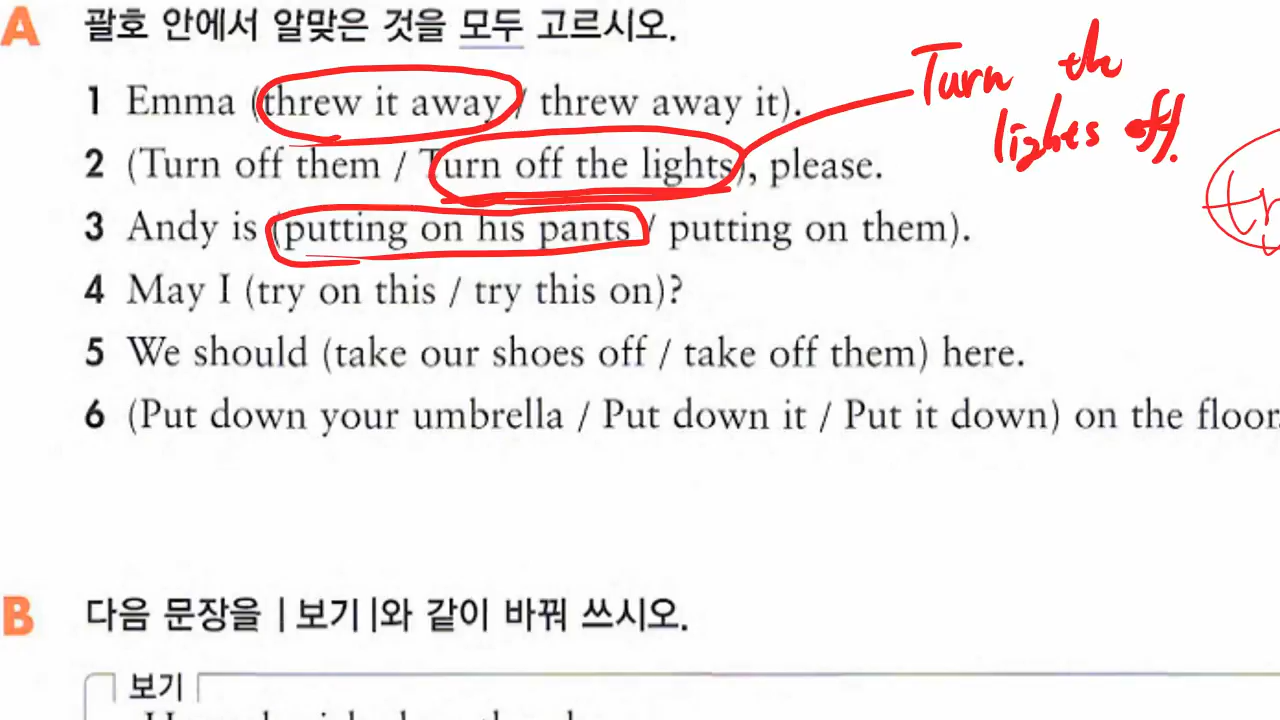 A 괄호 안에서 알맞은 것을 모두 고르시오.
1 Emma (threw it away / threw away it).
Turn the
lights off.
2 (Turn off them / Turn off the lights), please.
3 Andy is (putting on his pants / putting on them).
4 May I (try on this / try this on)?
5 We should (take our shoes off / take off them) here.
6 (Put down your umbrella / Put down it / Put it down) on the floor.
B 다음 문장을 |보기|와 같이 바꿔 쓰시오.
보기